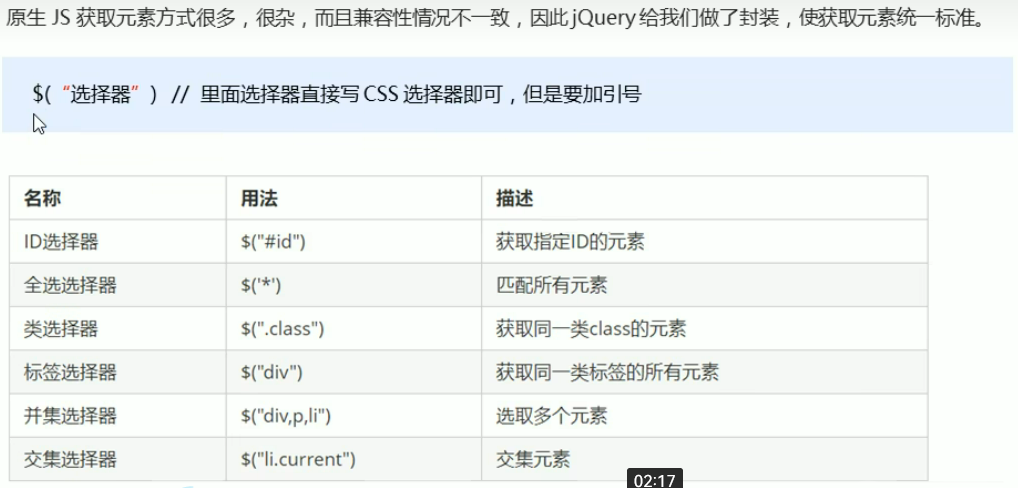 原生 JS 获取元素方式很多，很杂，而且兼容性情况不一致，因此jQuery 给我们做了封装，使获取元素统一标准。
$(“选择器”) // 里面选择器直接写 CSS 选择器即可，但是要加引号
名称 用法 描述
ID选择器 $("#id") 获取指定ID的元素
全选选择器 $('*') 匹配所有元素
类选择器 $(".class") 获取同一类class的元素
标签选择器 $("div") 获取同一类标签的所有元素
并集选择器 $("div,p,li") 选取多个元素
交集选择器 $("li.current") 交集元素
02:17